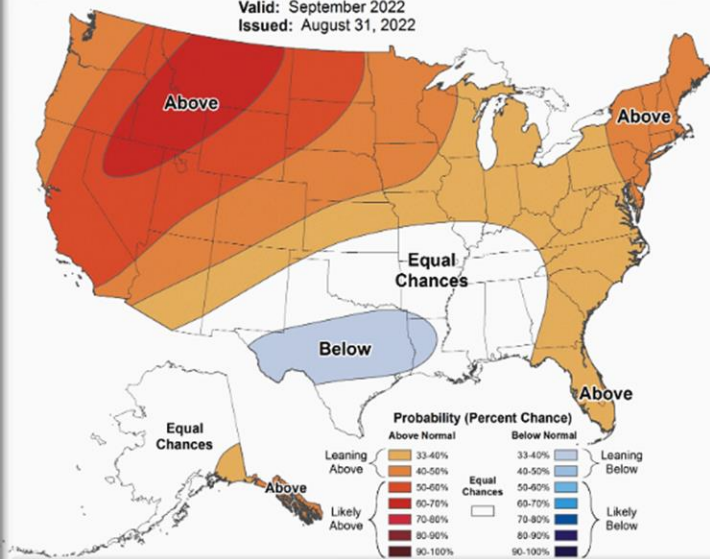 Valid: September 2022
Issued: August 31, 2022
Above
Above
Equal
Chances
Below
Above
Equal
Chances
Above
Probability (Percent Chance)
Above Normal
Below Normal
Leaning
Above
33-40%
40-50%
Likely
Above
50-60%
60-70%
70-80%
80-90%
90-100%
Equal
Chances
33-40%
40-50%
Leaning
Below
50-60%
60-70%
70-80%
80-90%
90-100%
Likely
Below